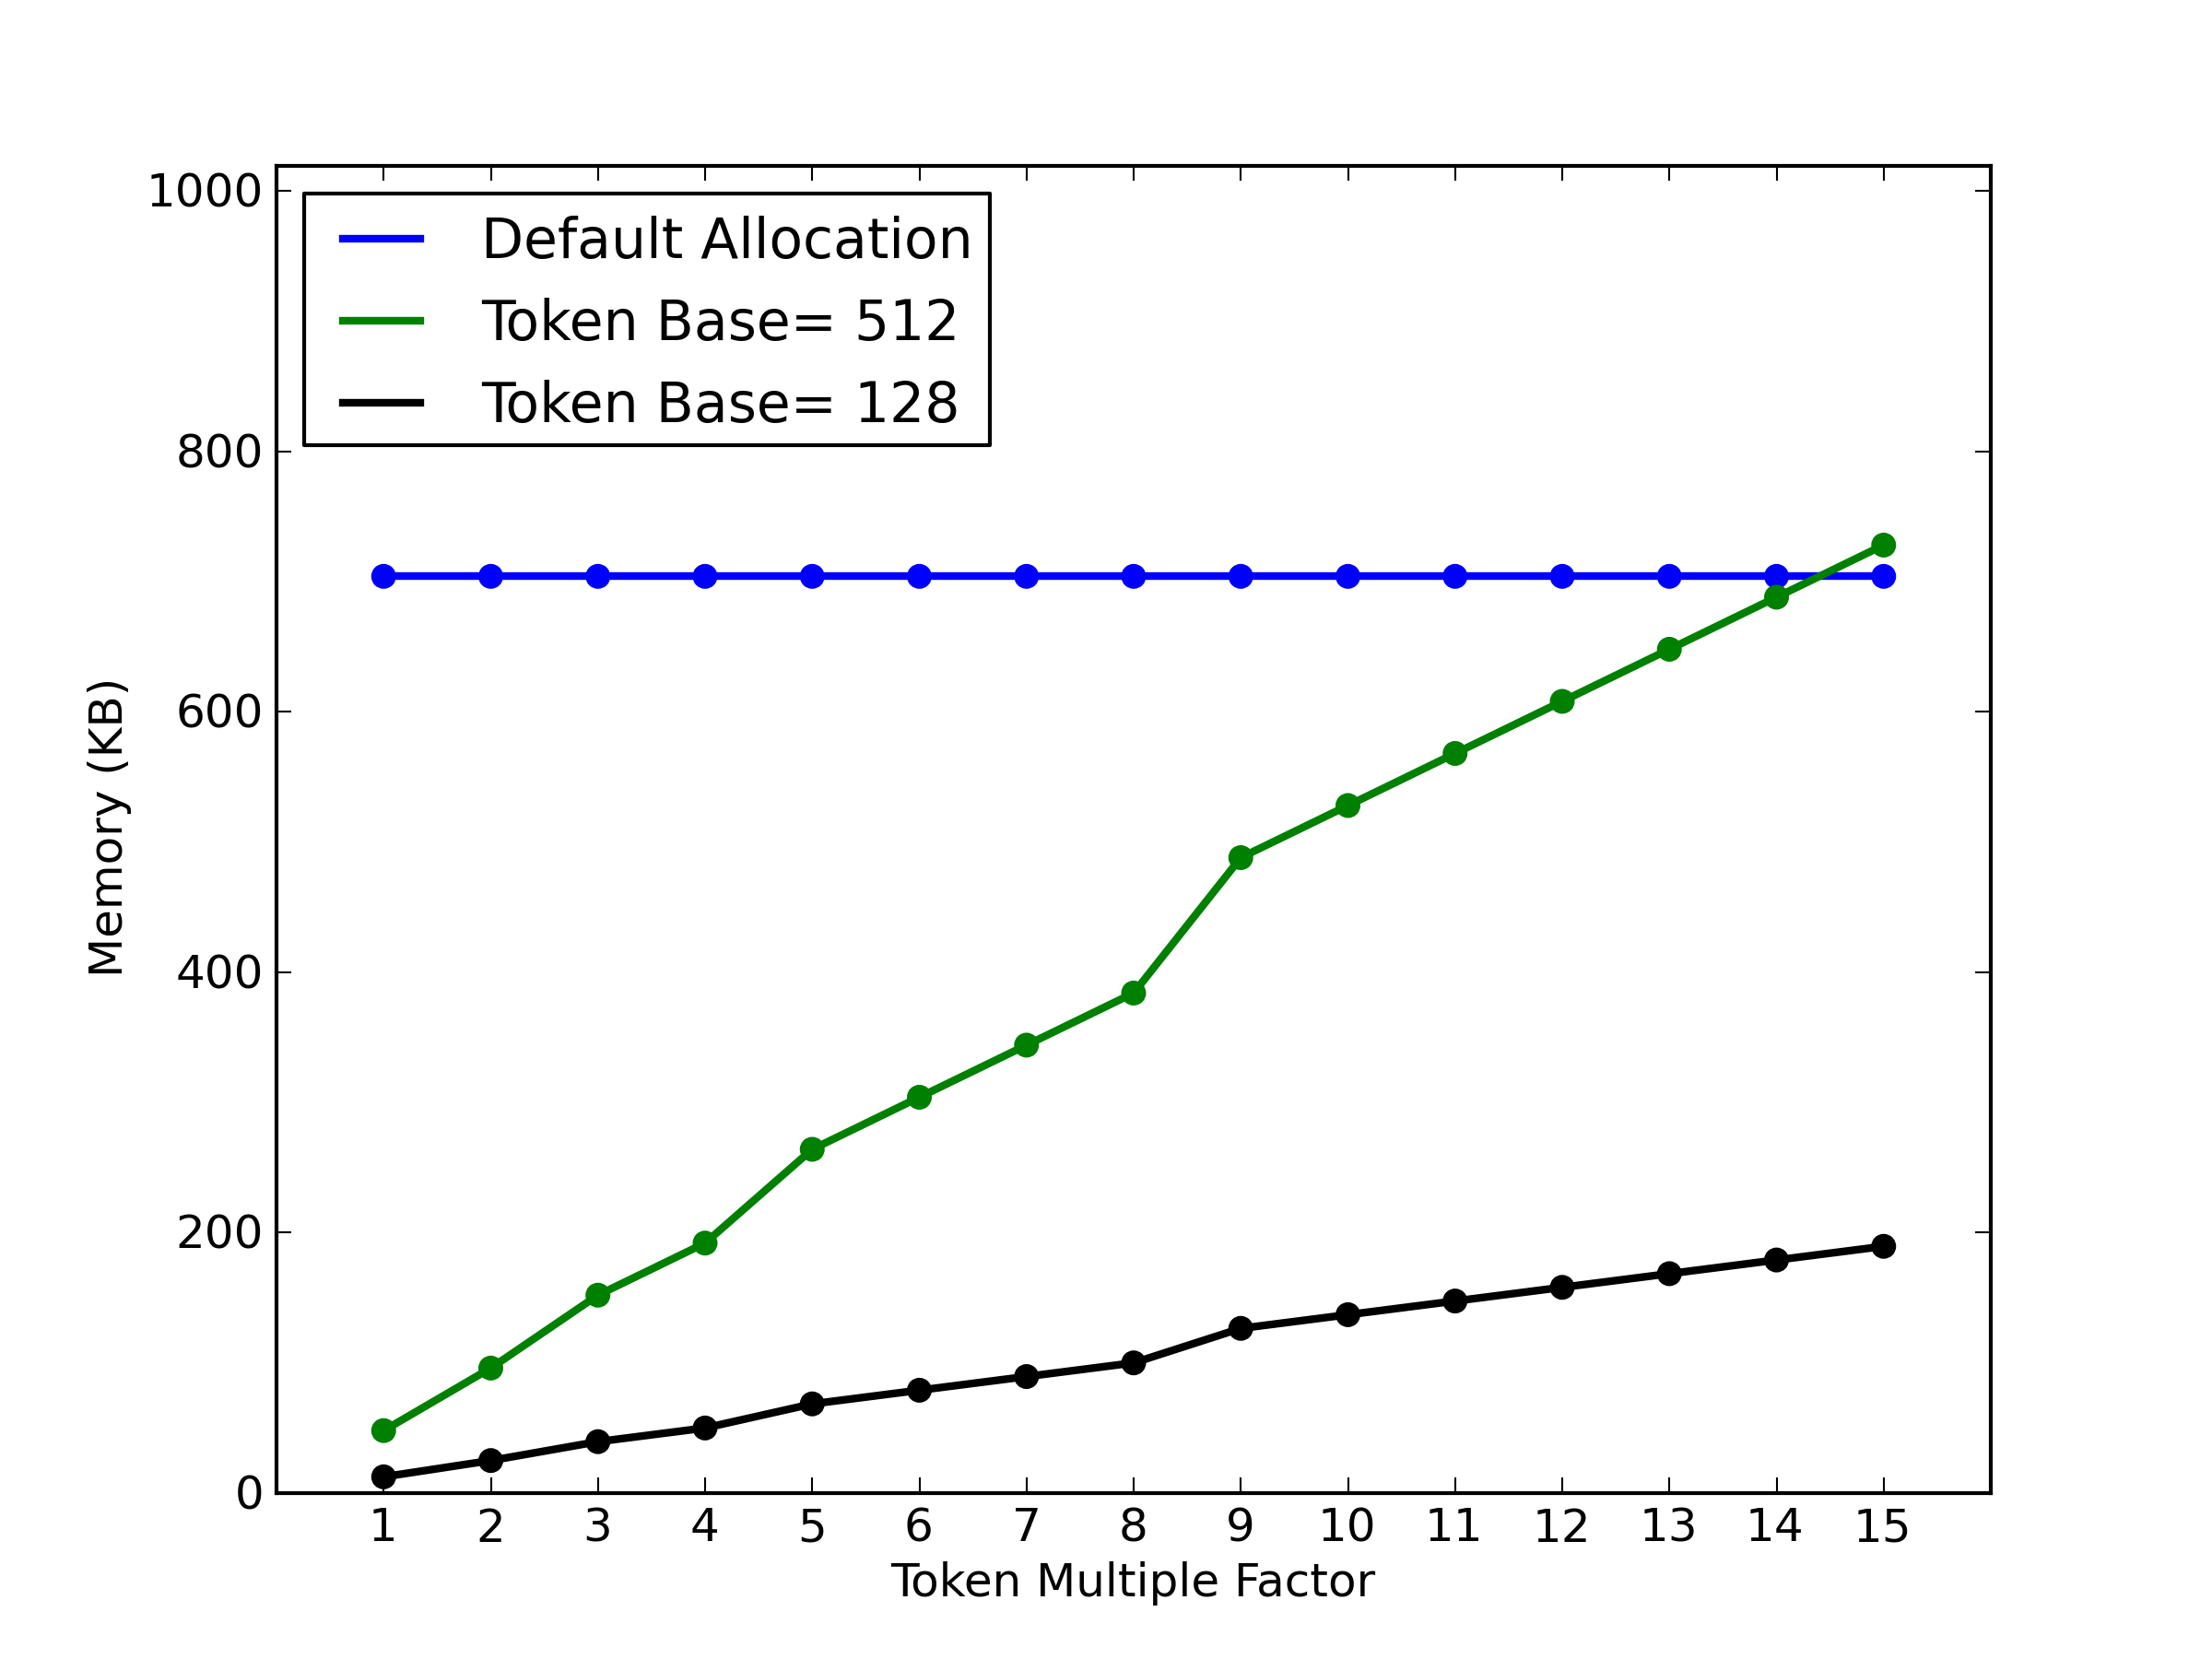 1000
800
600
400
200
0
Memory (KB)
Default Allocation
Token Base= 512
Token Base= 128
1 2 3 4 5 6 7 8 9 10 11 12 13 14 15
Token Multiple Factor